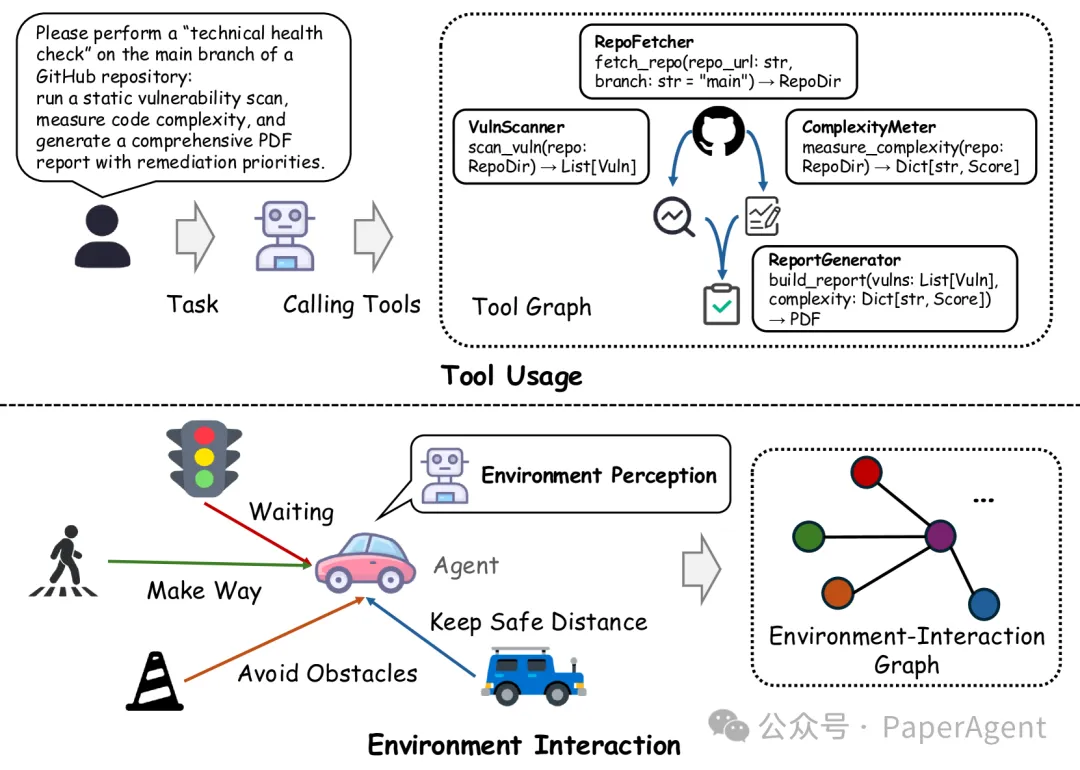 Please perform a “technical health
check” on the main branch of a
GitHub repository:
run a static vulnerability scan,
measure code complexity, and
generate a comprehensive PDF
report with remediation priorities.
Task
Calling Tools
RepoFetcher
fetch_repo(repo_url: str,
branch: str = "main") → RepoDir
VulnScanner
scan_vuln(repo:
RepoDir) → List[Vuln]
ComplexityMeter
measure_complexity(repo:
RepoDir) → Dict[str, Score]
ReportGenerator
build_report(vulns: List[Vuln],
complexity: Dict[str, Score])
→ PDF
Tool Graph
Tool Usage
Environment Perception
Waiting
Make Way
Agent
Keep Safe Distance
Avoid Obstacles
...
Environment-Interaction
Graph
Environment Interaction
公众号 · PaperAgent